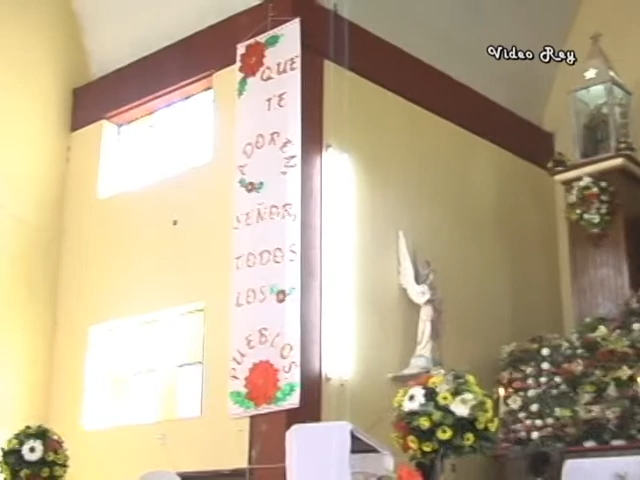 Video Rey
QUE
TE
ADOREN,
SEÑOR,
TODOS
LOS
PUEBLOS